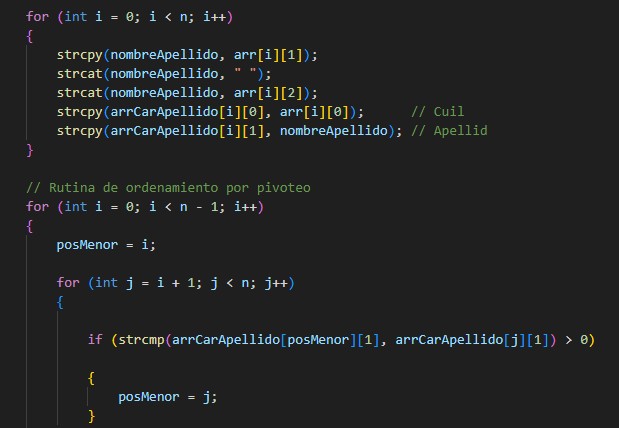 for (int i = 0; i < n; i++)
{
strcpy(nombreApellido, arr[i][1]);
strcat(nombreApellido, " ");
strcat(nombreApellido, arr[i][2]);
strcpy(arrCarApellido[i][0], arr[i][0]); // Cuil
strcpy(arrCarApellido[i][1], nombreApellido); // Apellid
}
// Rutina de ordenamiento por pivoteo
for (int i = 0; i < n - 1; i++)
{
posMenor = i;
for (int j = i + 1; j < n; j++)
{
if (strcmp(arrCarApellido[posMenor][1], arrCarApellido[j][1]) > 0)
{
posMenor = j;
}